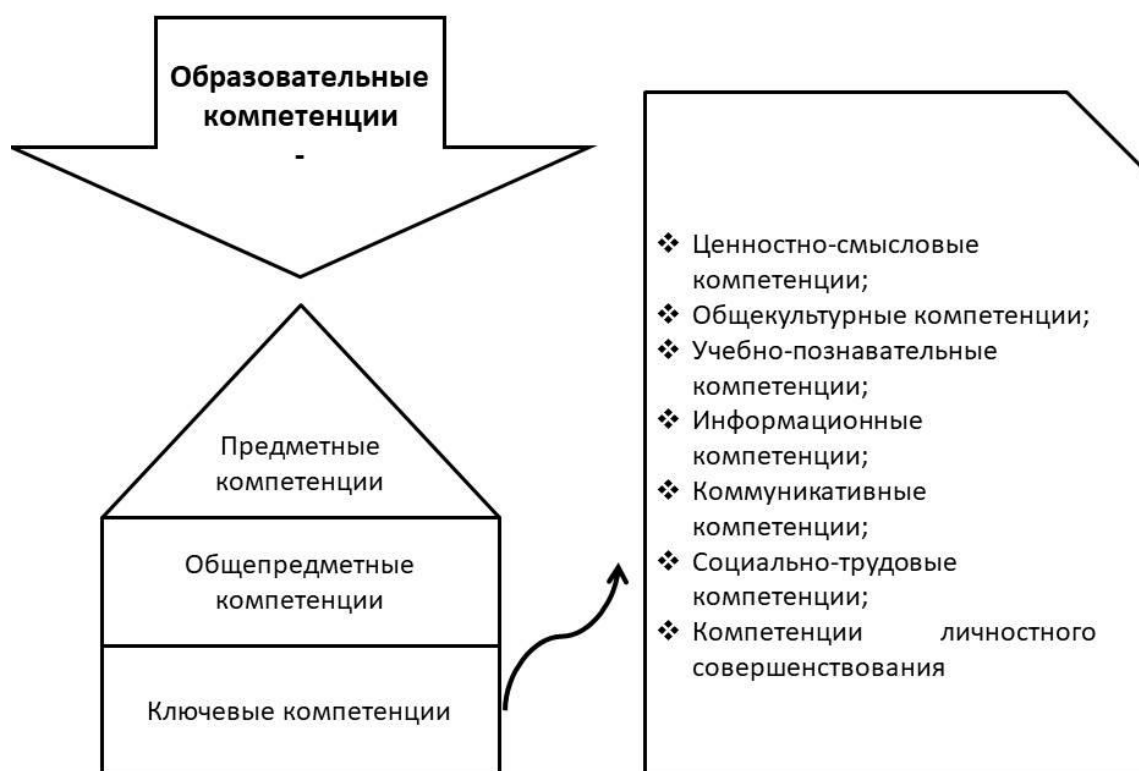 Образовательные
компетенции
-
Предметные
компетенции
Общепредметные
компетенции
Ключевые компетенции
❖ Ценностно-смысловые
компетенции;
❖ Общекультурные компетенции;
❖ Учебно-познавательные
компетенции;
❖ Информационные
компетенции;
❖ Коммуникативные
компетенции;
❖ Социально-трудовые
компетенции;
❖ Компетенции личностного
совершенствования